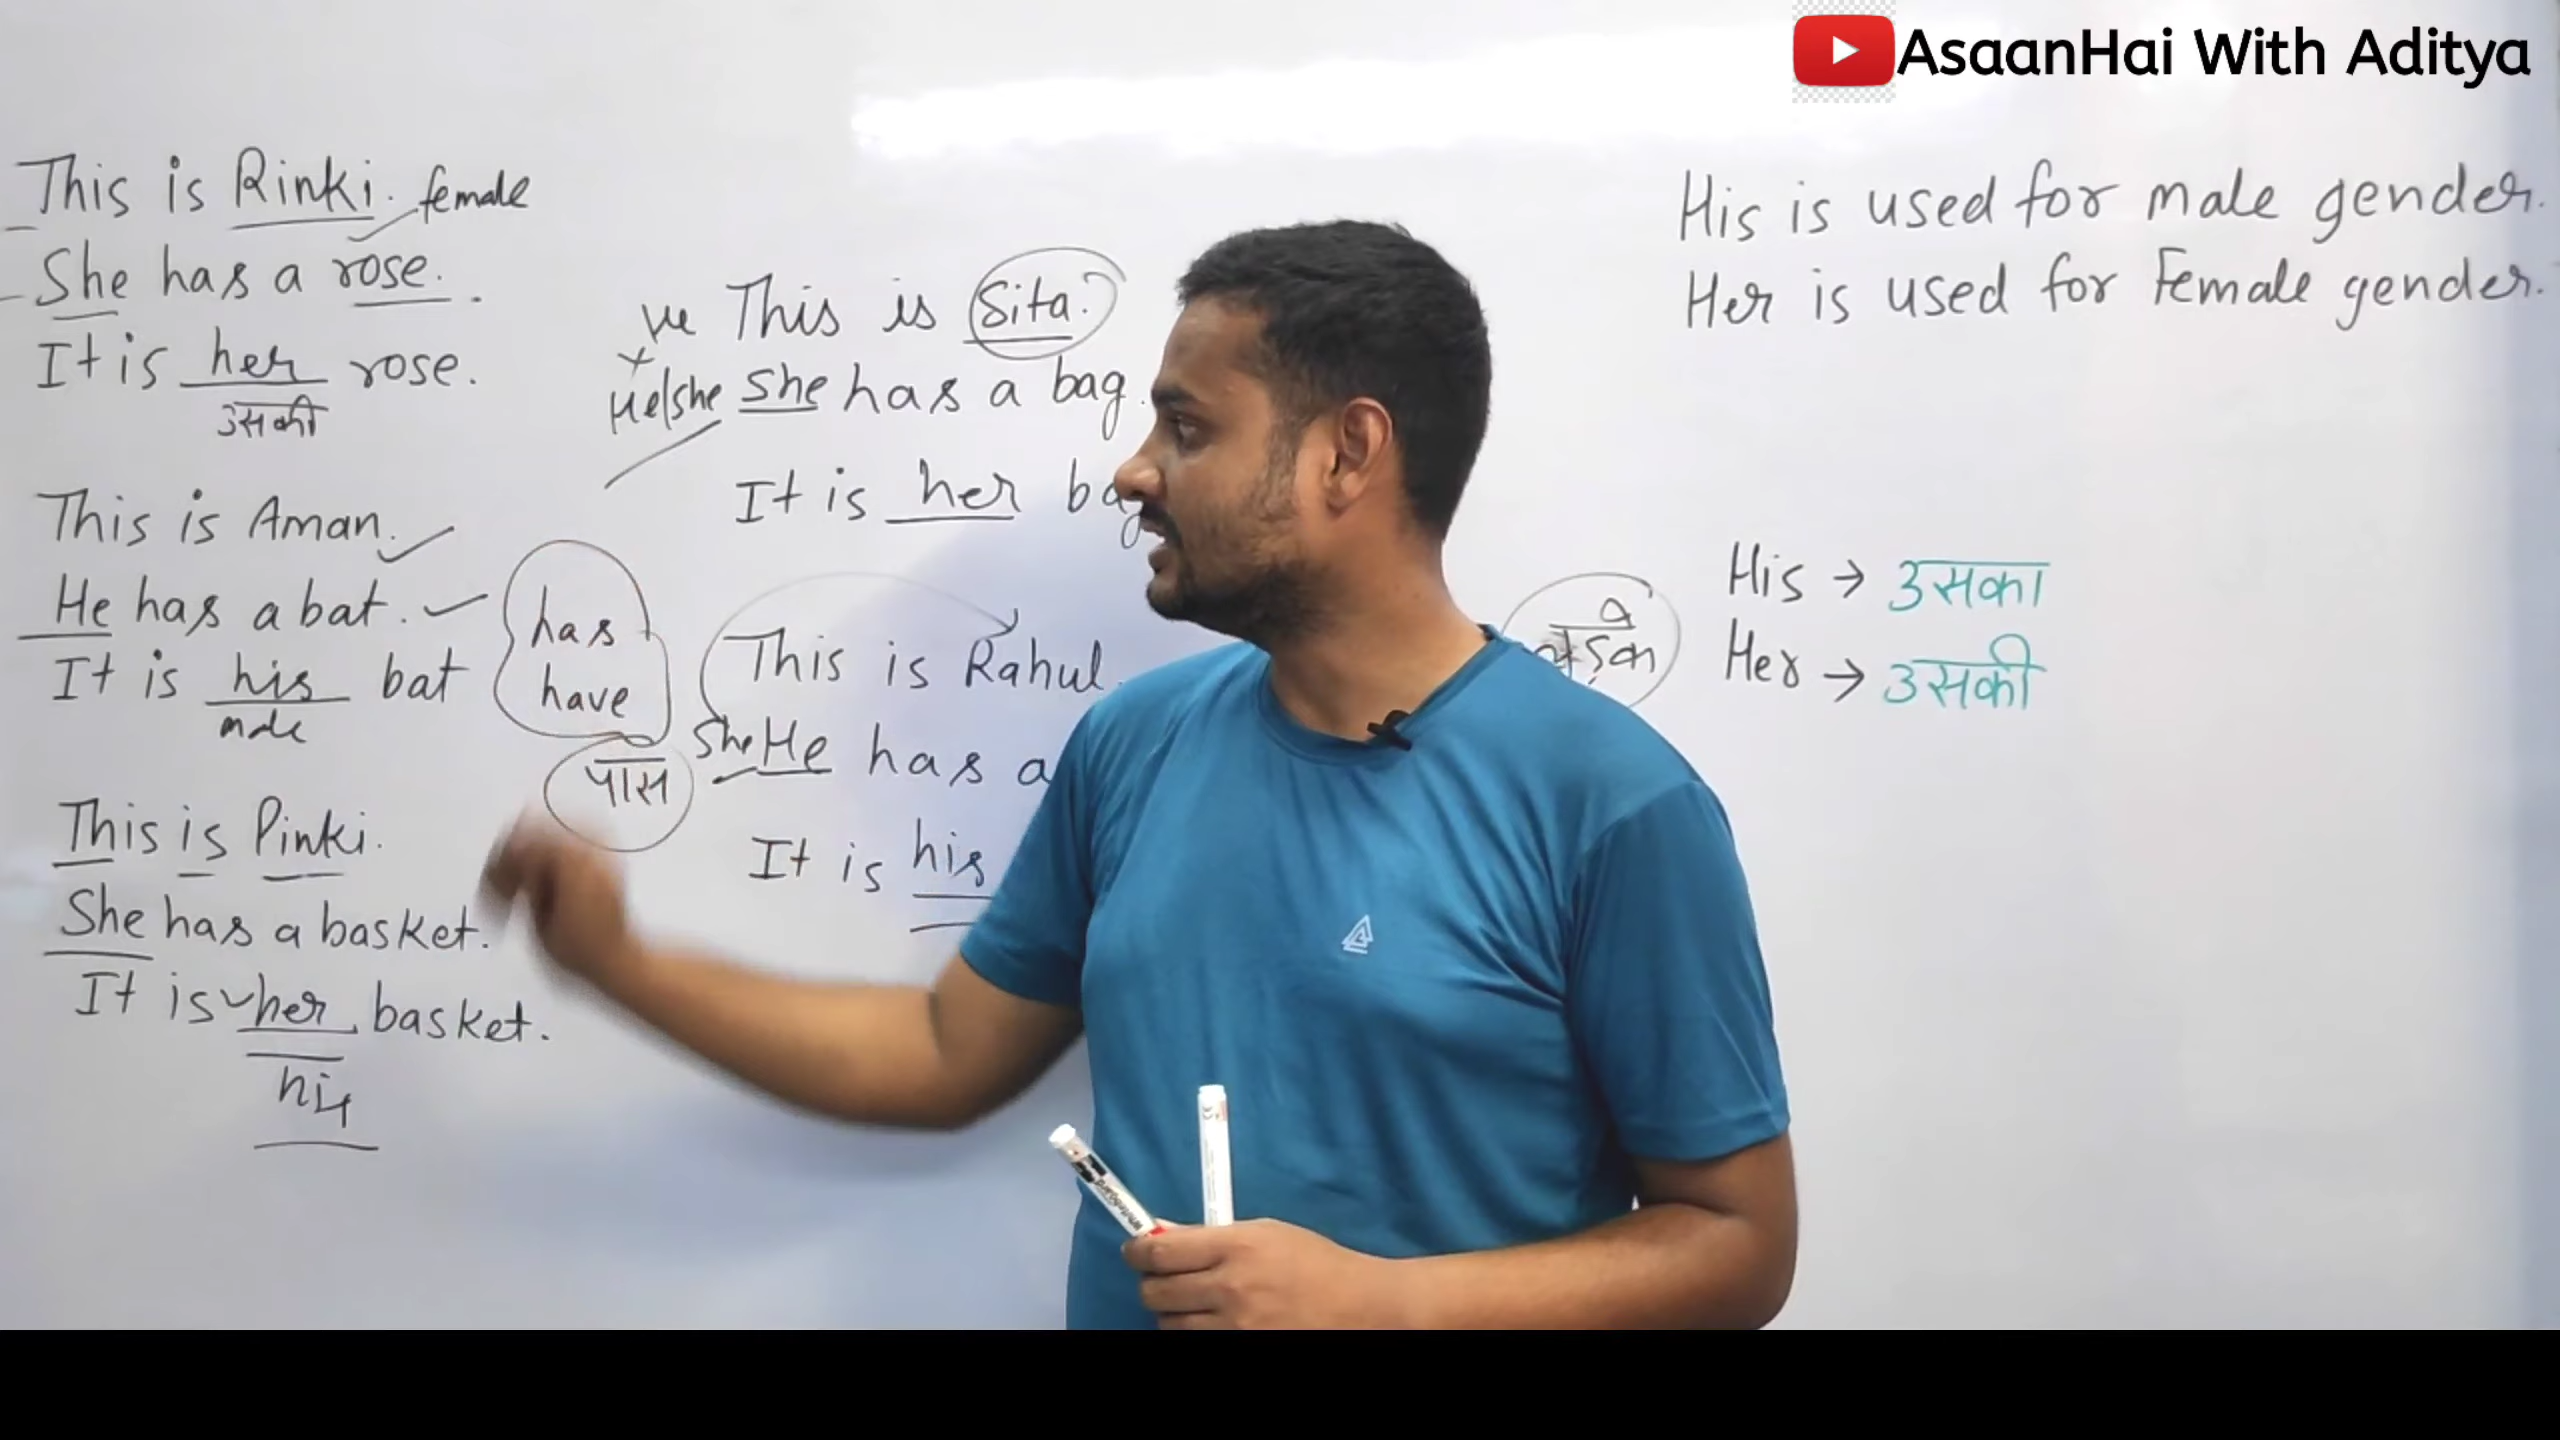 AsaanHai With Aditya
This is Rinki. female
She has a rose.
It is her rose.
उसकी
This is Aman.
He has a bat.
It is his bat
male
This is Pinki.
She has a basket.
It is her basket.
his
has
have
पास
This is Sita.
He/she She has a bag.
It is her
This is Rahul.
She He has a
It is his
His is used for male gender.
Her is used for Female gender.
His → उसका
Her → उसकी